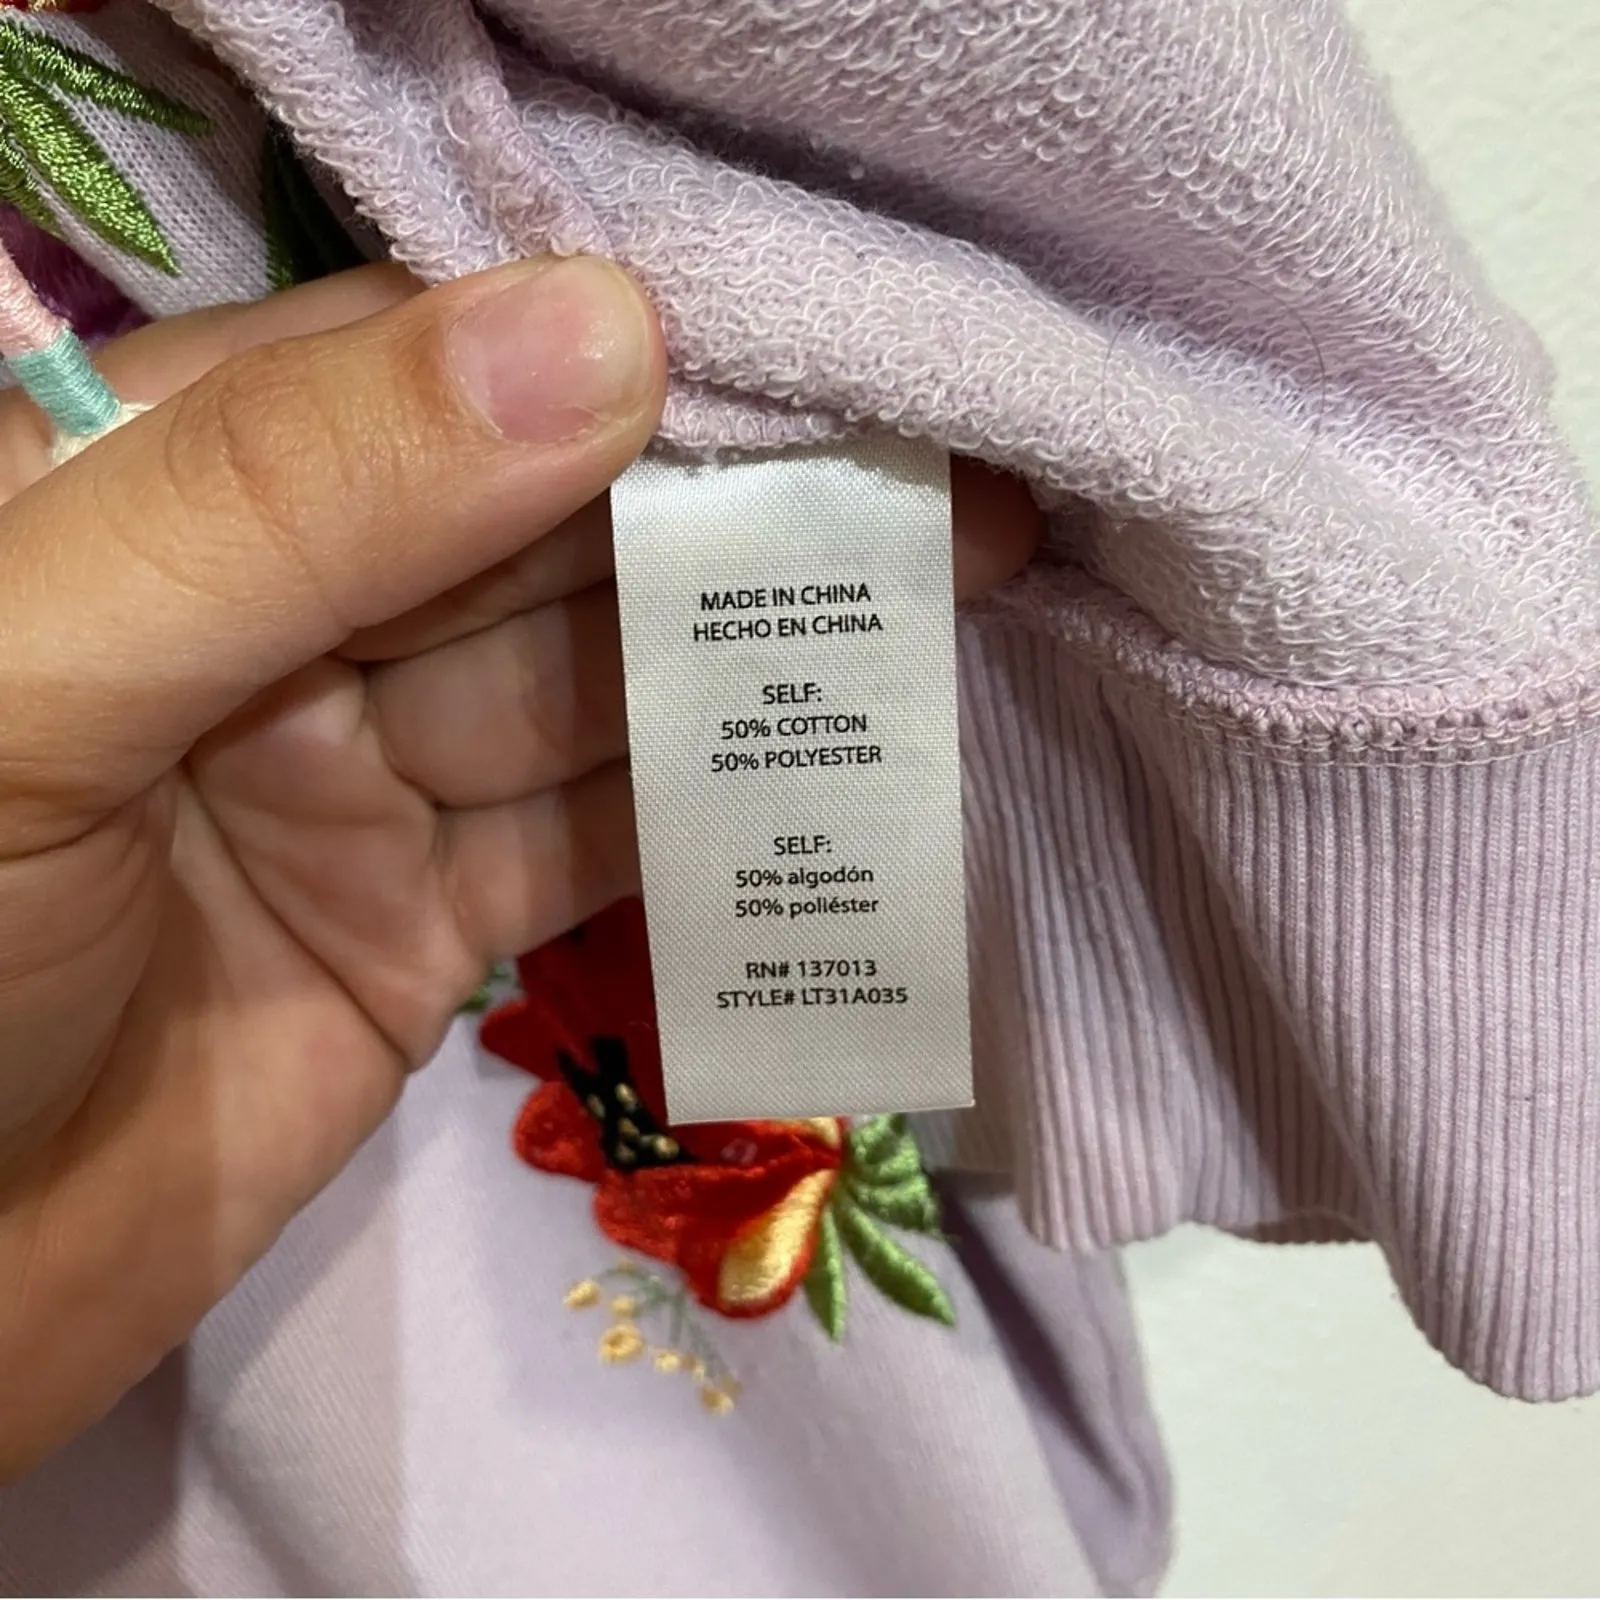 MADE IN CHINA
HECHO EN CHINA
SELF:
50% COTTON
50% POLYESTER
SELF:
50% algodón
50% poliéster
RN# 137013
STYLE# LT31A035